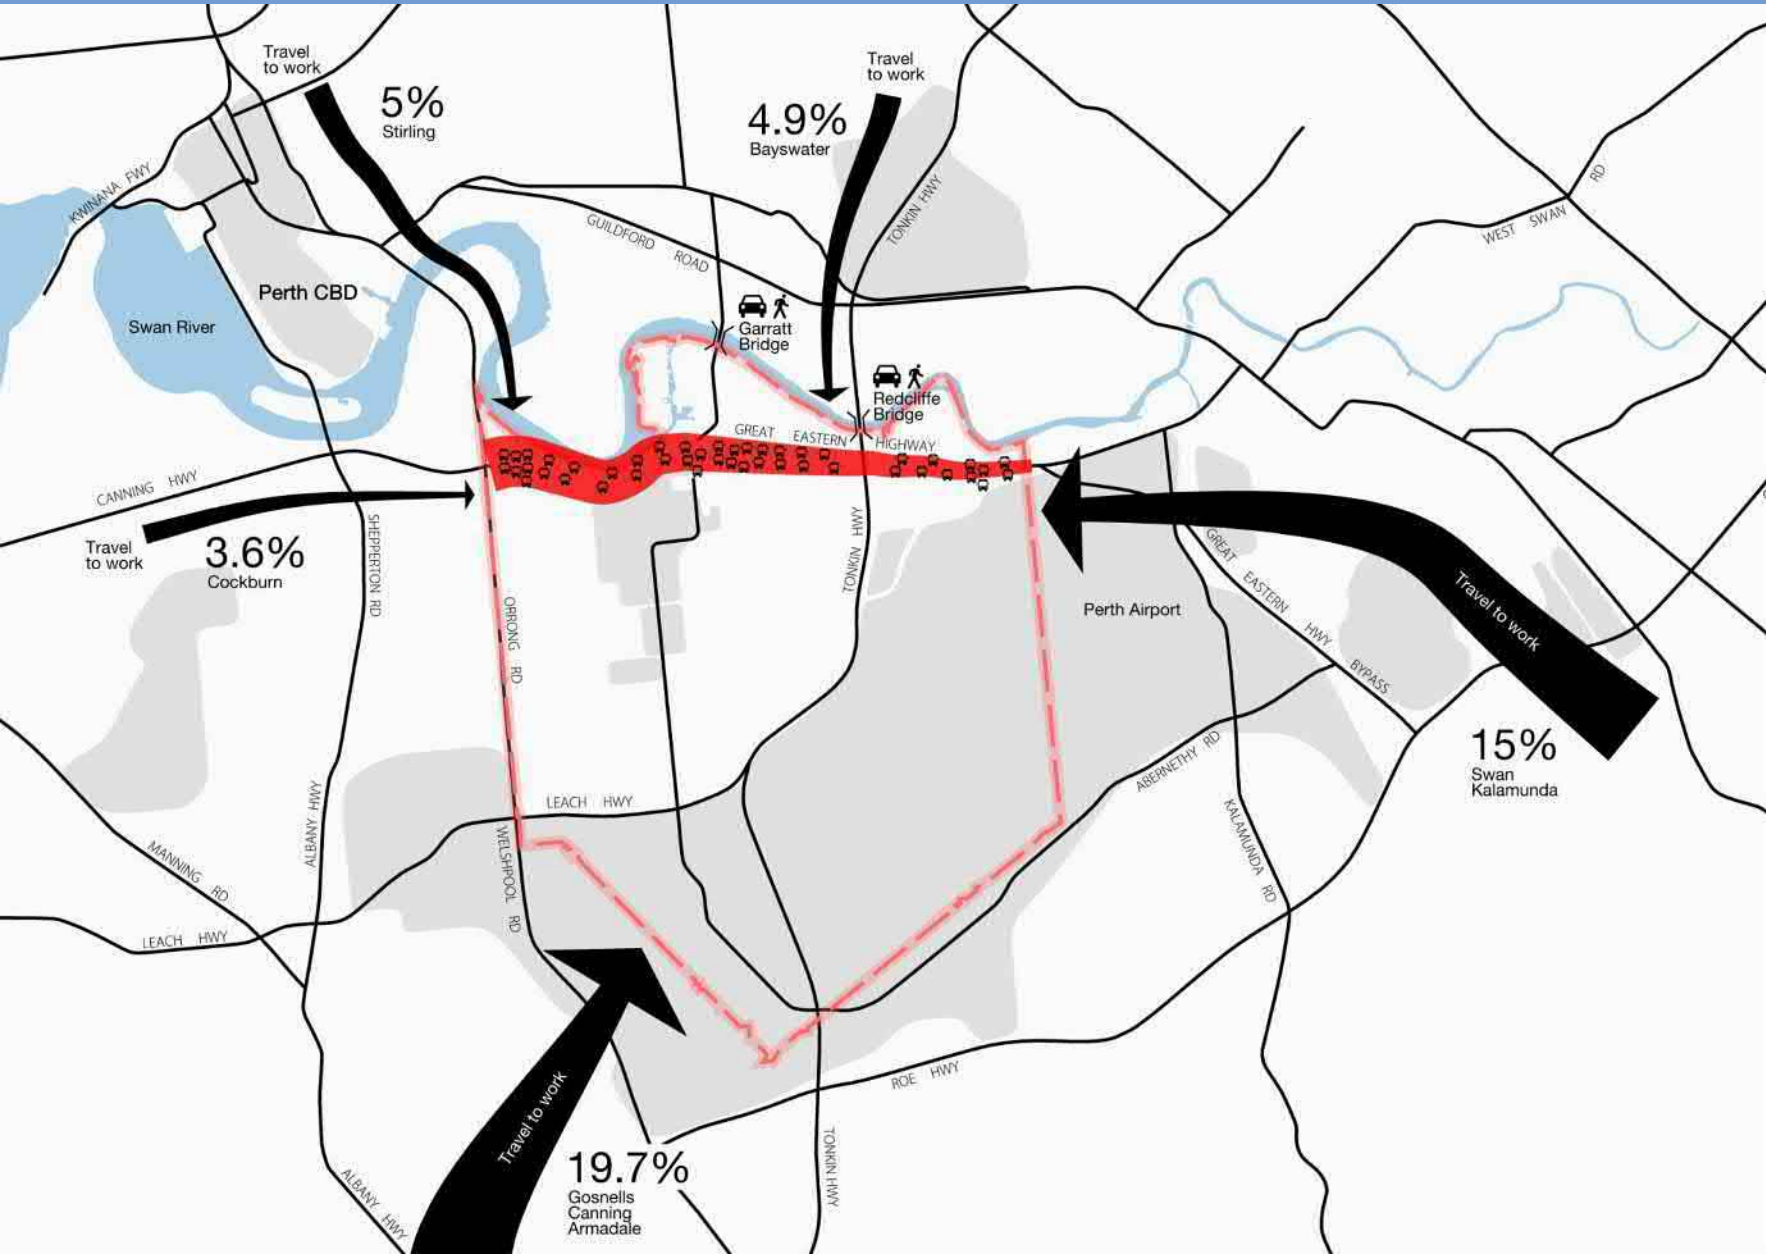 Travel
to work
5%
Stirling
Travel
to work
4.9%
Bayswater
KWINANA FWY
GUILDFORD ROAD
TONKIN HWY
RD
WEST SWAN
Perth CBD
Swan River
Garratt
Bridge
Redcliffe
Bridge
GREAT EASTERN HIGHWAY
CANNING HWY
Travel
to work
3.6%
Cockburn
SHEPPERTON RD
ORRONG RD
TONKIN HWY
Perth Airport
GREAT EASTERN HWY BYPASS
Travel to work
15%
Swan
Kalamunda
ABERNETHY RD
LEACH HWY
ALBANY HWY
MANNING RD
WELSHPOOL RD
KALAMUNDA RD
LEACH HWY
ROE HWY
Travel to work
19.7%
Gosnells
Canning
Armadale
TONKIN HWY
ALBANY HWY